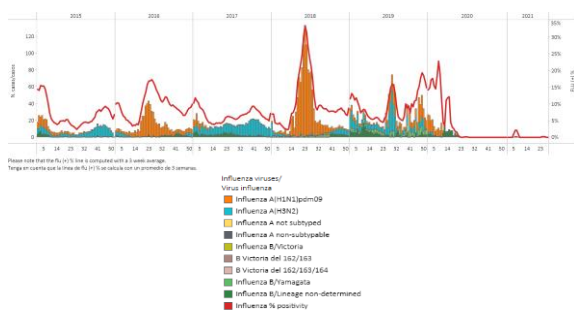 2015 2016 2017 2018 2019 2020 2021
120
100
80
60
40
20
0
35%
30%
25%
20%
15%
10%
5%
0%
5 14 23 32 41 50 5 14 23 32 41 50 5 14 23 32 41 50 5 14 23 32 41 50 5 14 23 32 41 50 5 14 23 32 41 50 5 14 23
Please note that the flu (+) % line is computed with a 3 week average.
Tenga en cuenta que la línea de flu (+) % se calcula con un promedio de 3 semanas.
Influenza viruses/
Virus influenza
Influenza A(H1N1)pdm09
Influenza A(H3N2)
Influenza A not subtyped
Influenza A non-subtypable
Influenza B/Victoria
B Victoria del 162/163
B Victoria del 162/163/164
Influenza B/Yamagata
Influenza B/Lineage non-determined
Influenza % positivity